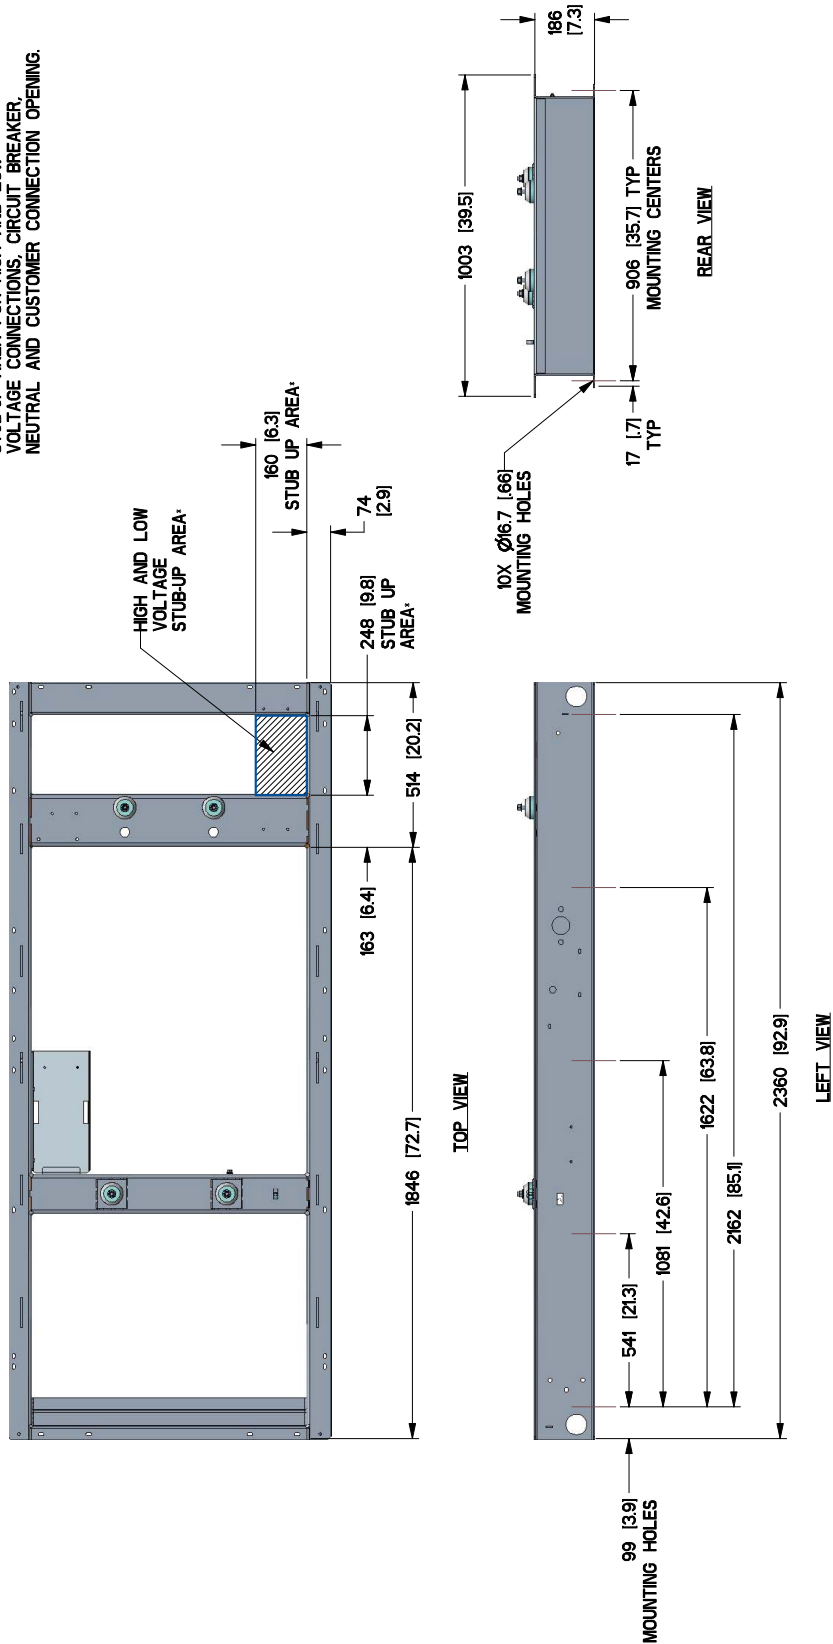 VOLTAGE CONNECTIONS, CIRCUIT BREAKER,
NEUTRAL AND CUSTOMER CONNECTION OPENING.
HIGH AND LOW
VOLTAGE
STUB-UP AREA*
160 [6.3]
STUB UP AREA*
74
[2.9]
248 [9.8]
STUB UP
AREA*
514 [20.2]
163 [6.4]
1846 [72.7]
TOP VIEW
186
[7.3]
1003 [39.5]
906 [35.7] TYP
MOUNTING CENTERS
17 [.7]
TYP
10X Ø16.7 [.66]
MOUNTING HOLES
REAR VIEW
99 [3.9]
MOUNTING HOLES
541 [21.3]
1081 [42.6]
1622 [63.8]
2162 [85.1]
2360 [92.9]
LEFT VIEW